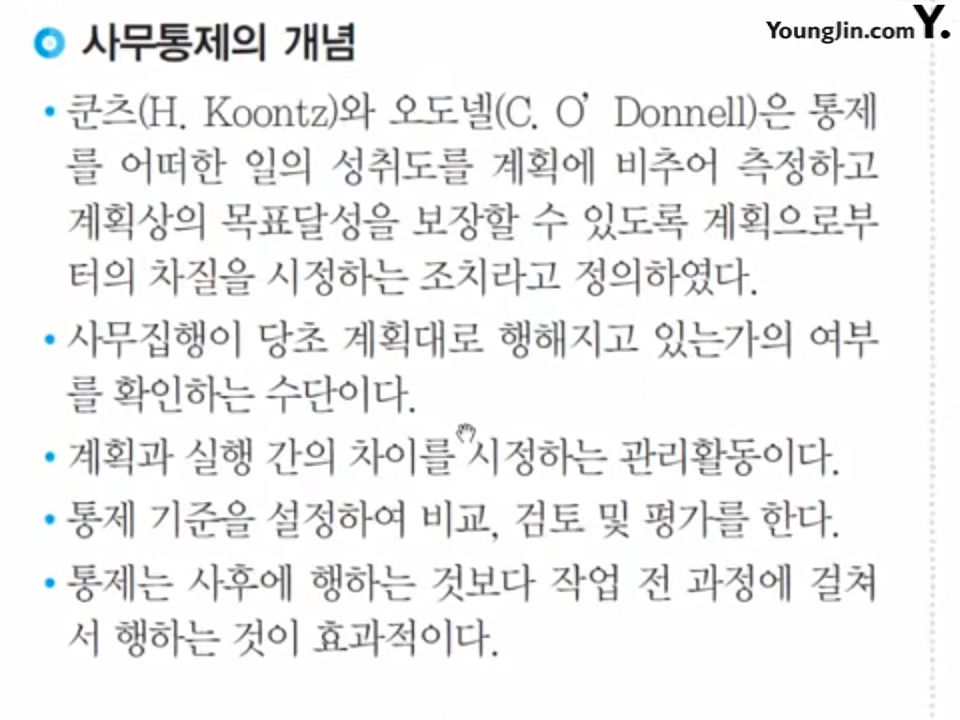 사무통제의 개념
YoungJin.com Y.
• 쿤츠(H. Koontz)와 오도넬(C. O’ Donnell)은 통제
를 어떠한 일의 성취도를 계획에 비추어 측정하고
계획상의 목표달성을 보장할 수 있도록 계획으로부
터의 차질을 시정하는 조치라고 정의하였다.
• 사무집행이 당초 계획대로 행해지고 있는가의 여부
를 확인하는 수단이다.
• 계획과 실행 간의 차이를 시정하는 관리활동이다.
• 통제 기준을 설정하여 비교, 검토 및 평가를 한다.
• 통제는 사후에 행하는 것보다 작업 전 과정에 걸쳐
서 행하는 것이 효과적이다.